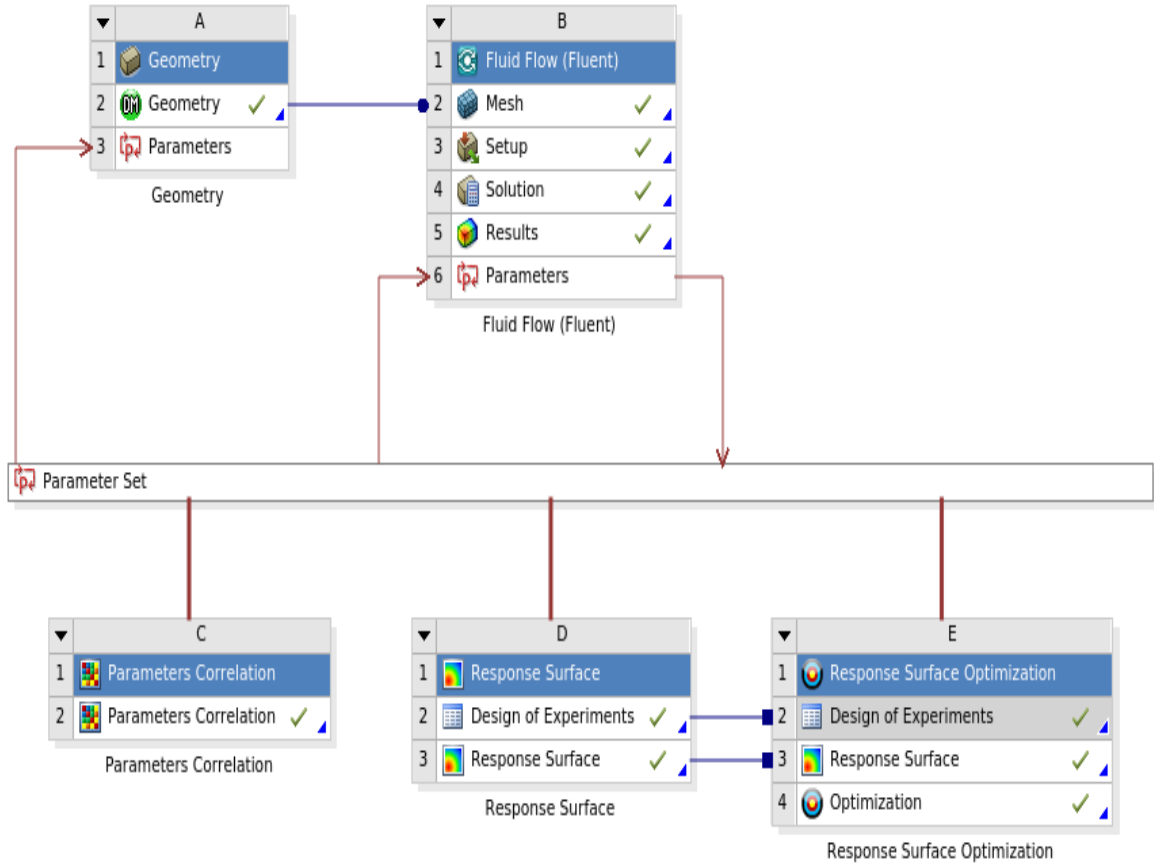 A
1 Geometry
2 DM Geometry
3 Parameters
Geometry
B
1 Fluid Flow (Fluent)
2 Mesh
3 Setup
4 Solution
5 Results
6 Parameters
Fluid Flow (Fluent)
Parameter Set
C
1 Parameters Correlation
2 Parameters Correlation
Parameters Correlation
D
1 Response Surface
2 Design of Experiments
3 Response Surface
Response Surface
E
1 Response Surface Optimization
2 Design of Experiments
3 Response Surface
4 Optimization
Response Surface Optimization